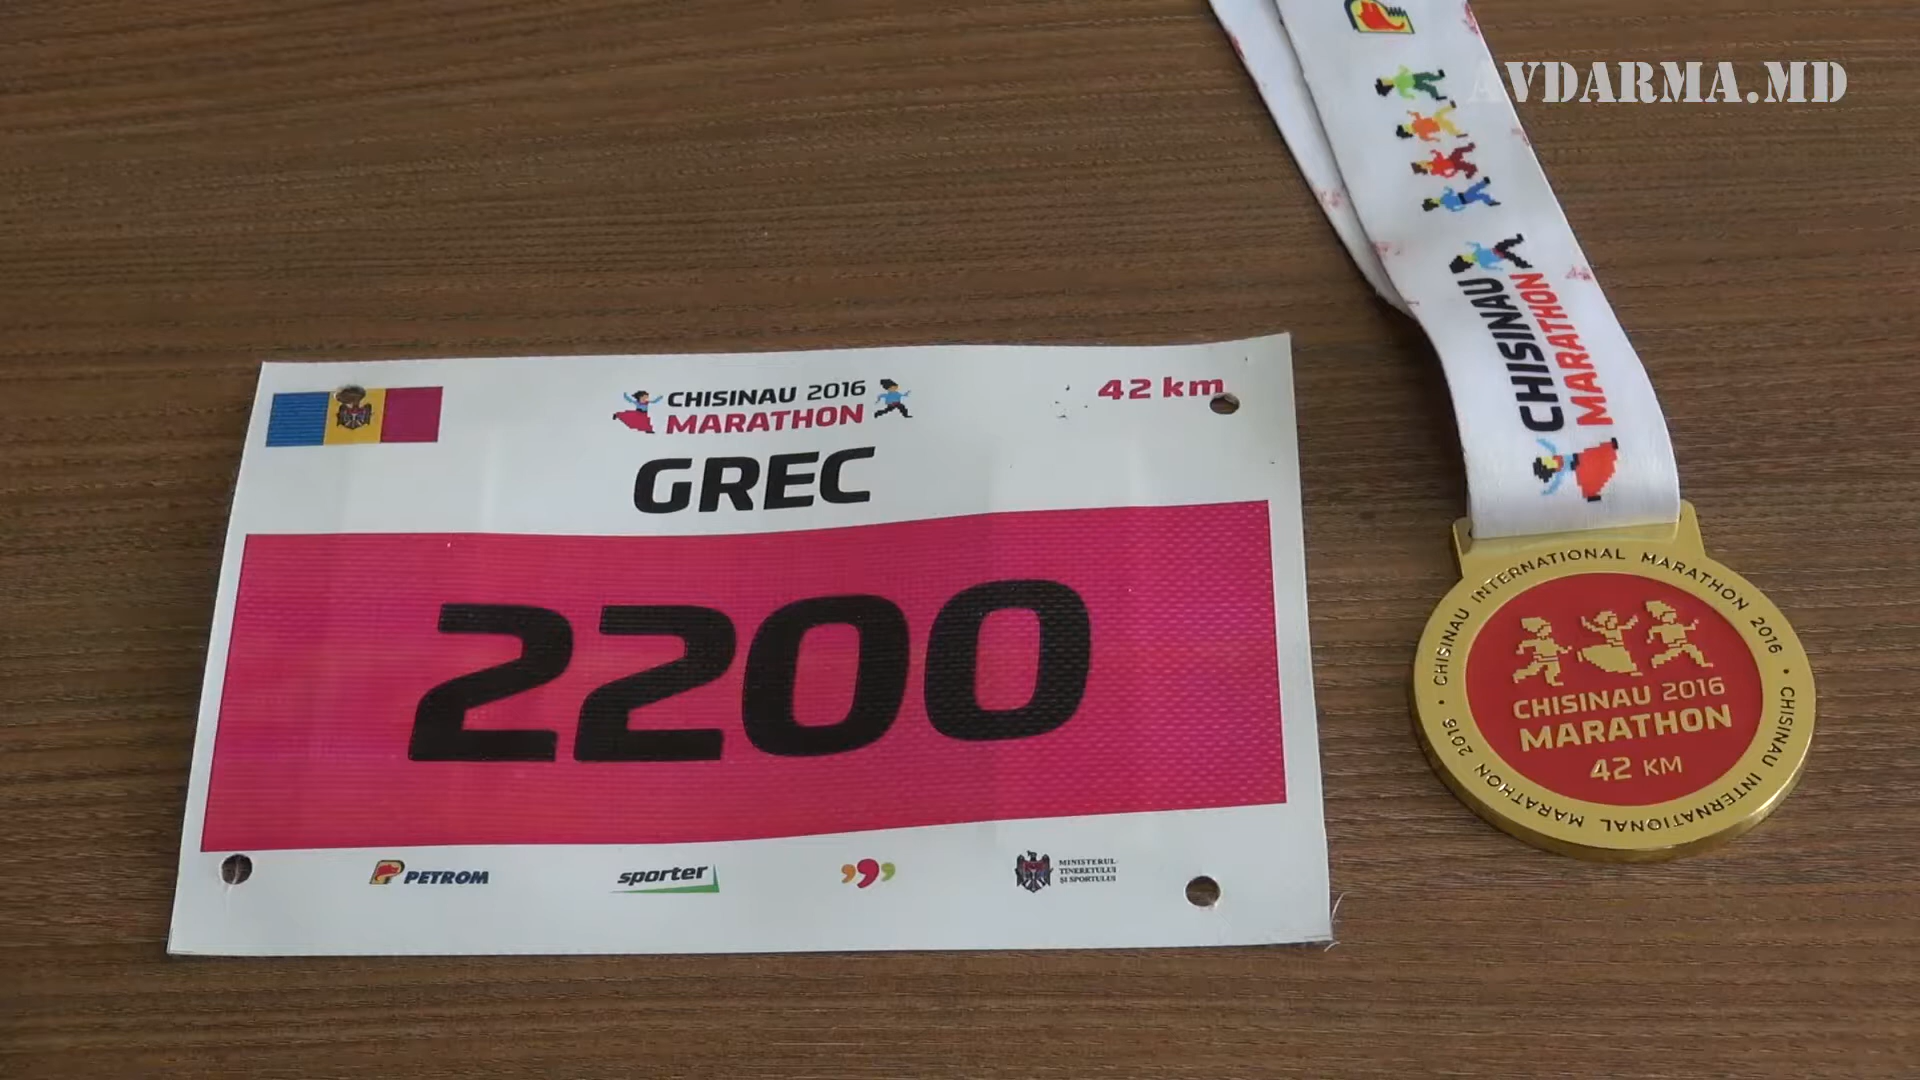 AVDARMA.MD
CHISINAU
MARATHON
CHISINAU 2016
MARATHON
42 km
GREC
2200
PETROM
sporter
MINISTERUL
TINERETULUI
ȘI SPORTULUI
CHISINAU INTERNATIONAL MARATHON 2016 • CHISINAU INTERNATIONAL MARATHON 2016 •
CHISINAU 2016
MARATHON
42 KM